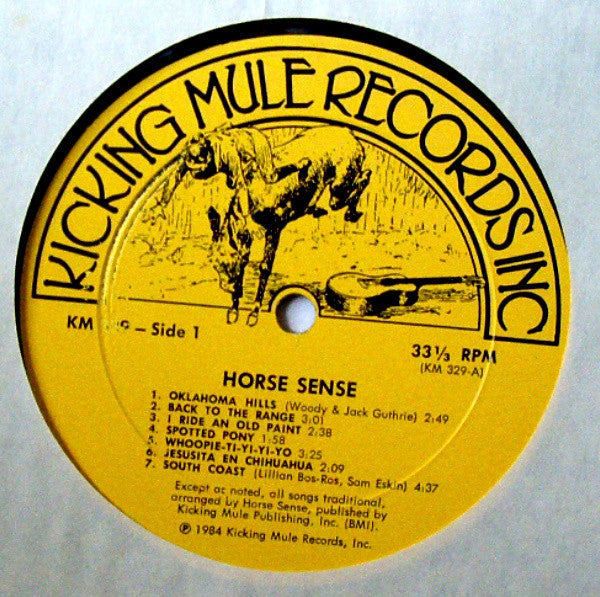 KICKING MULE RECORDS INC
KM 329 – Side 1
33⅓ RPM
(KM 329-A)
HORSE SENSE
1. OKLAHOMA HILLS (Woody & Jack Guthrie) 2:49
2. BACK TO THE RANGE 3:01
3. I RIDE AN OLD PAINT 2:38
4. SPOTTED PONY 1:58
5. WHOOPIE-TI-YI-YI-YO 3:25
6. JESUSITA EN CHIHUAHUA 2:09
7. SOUTH COAST (Lillian Bos-Ros, Sam Eskin) 4:37
Except as noted, all songs traditional,
arranged by Horse Sense, published by
Kicking Mule Publishing, Inc. (BMI).
℗ 1984 Kicking Mule Records, Inc.